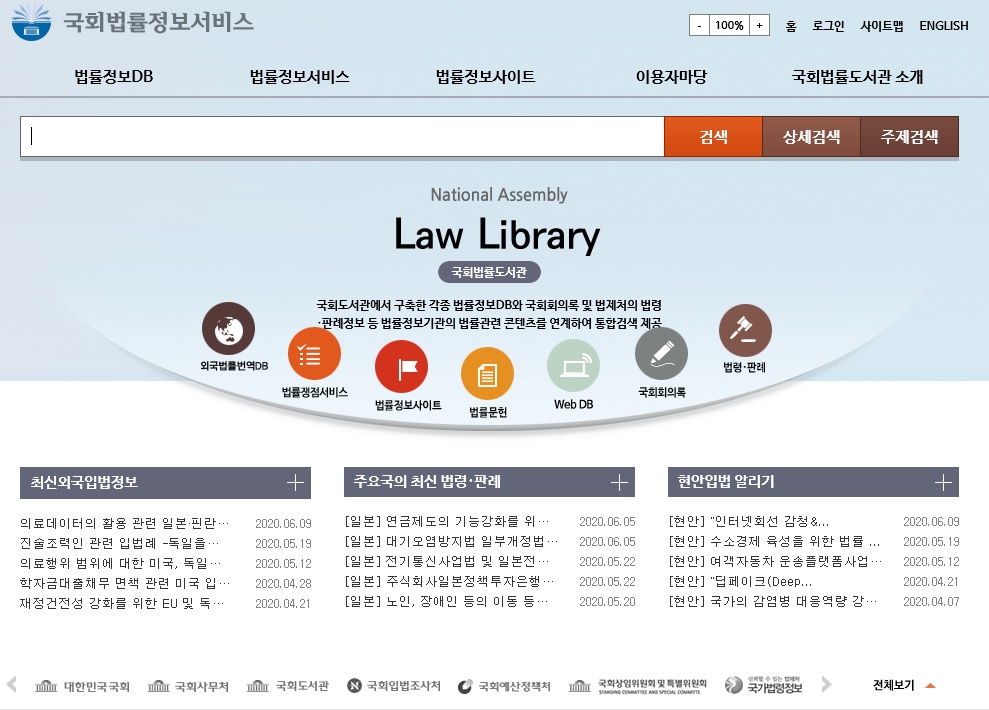 국회법률정보서비스
- 100% + 홈 로그인 사이트맵 ENGLISH
법률정보DB 법률정보서비스 법률정보사이트 이용자마당 국회법률도서관 소개
검색 상세검색 주제검색
National Assembly
Law Library
국회법률도서관
국회도서관에서 구축한 각종 법률정보DB와 국회회의록 및 법제처의 법령
·판례정보 등 법률정보기관의 법률관련 콘텐츠를 연계하여 통합검색 제공
외국법률번역DB
법률쟁점서비스
법률정보사이트
법률문헌
Web DB
국회회의록
법령·판례
최신외국입법정보
의료데이터의 활용 관련 일본·핀란··· 2020.06.09
진술조력인 관련 입법례 -독일을··· 2020.05.19
의료행위 범위에 대한 미국, 독일··· 2020.05.12
학자금대출채무 면책 관련 미국 입··· 2020.04.28
재정건전성 강화를 위한 EU 및 독··· 2020.04.21
주요국의 최신 법령·판례
[일본] 연금제도의 기능강화를 위··· 2020.06.05
[일본] 대기오염방지법 일부개정법··· 2020.06.05
[일본] 전기통신사업법 및 일본전··· 2020.05.22
[일본] 주식회사일본정책투자은행··· 2020.05.22
[일본] 노인, 장애인 등의 이동 등··· 2020.05.20
현안입법 알리기
[현안] "인터넷회선 감청&... 2020.06.09
[현안] 수소경제 육성을 위한 법률 ... 2020.05.19
[현안] 여객자동차 운송플랫폼사업··· 2020.05.12
[현안] "딥페이크(Deep... 2020.04.21
[현안] 국가의 감염병 대응역량 강··· 2020.04.07
대한민국국회 국회사무처 국회도서관 국회입법조사처 국회예산정책처
국회상임위원회 및 특별위원회
STANDING COMMITTEE AND SPECIAL COMMITTE
신뢰할 수 있는 법제처
국가법령정보
전체보기